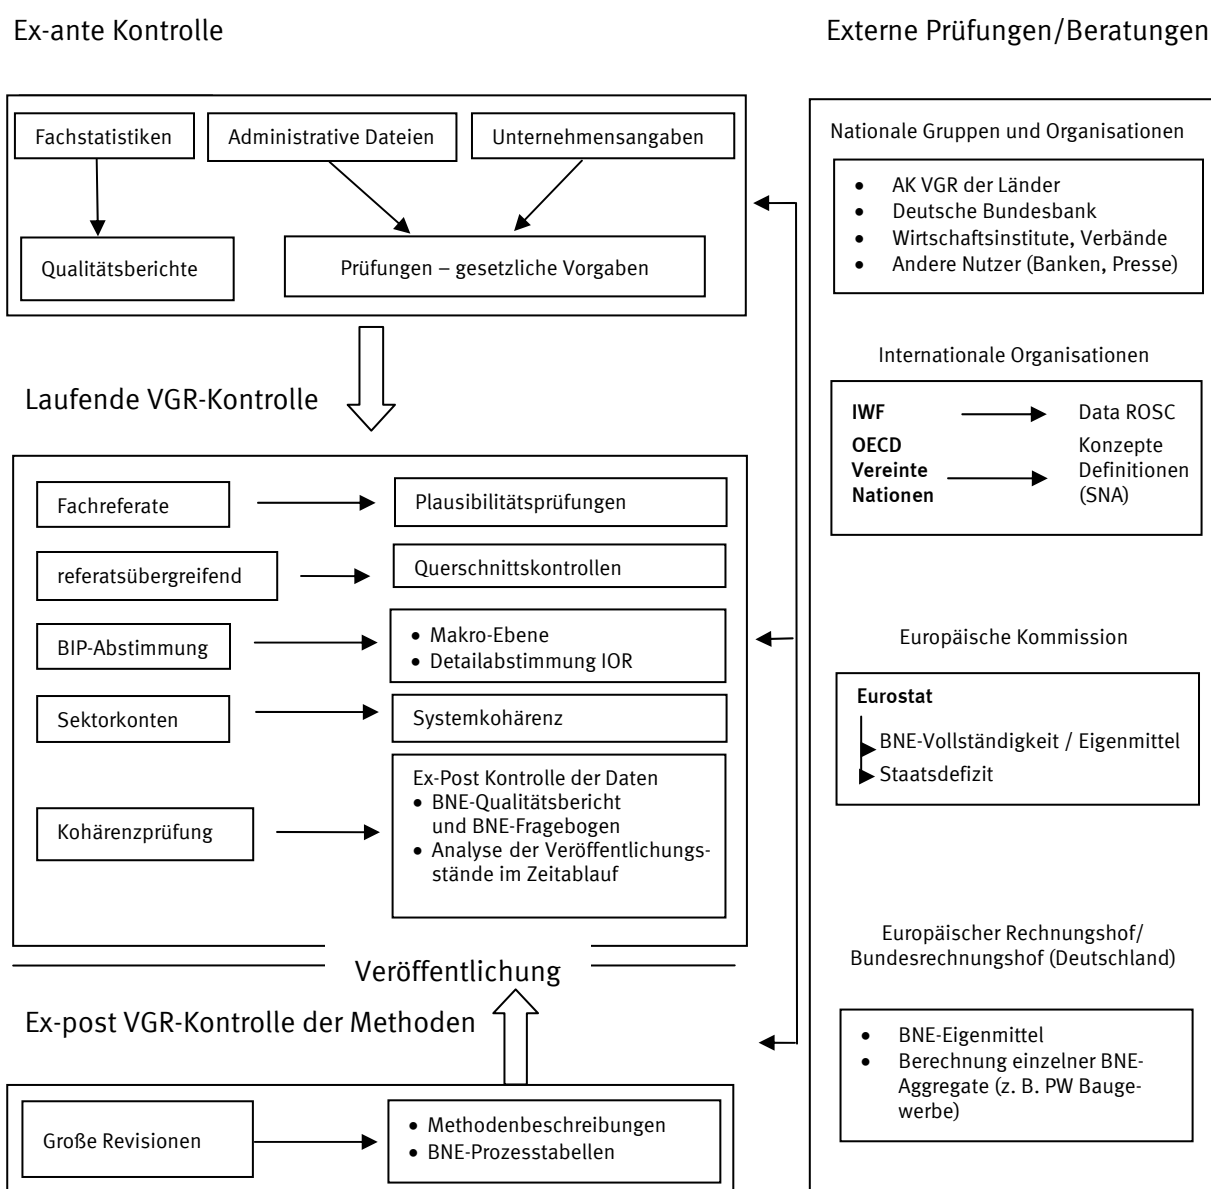 Ex-ante Kontrolle
Fachstatistiken
Administrative Dateien
Unternehmensangaben
Qualitätsberichte
Prüfungen – gesetzliche Vorgaben
Laufende VGR-Kontrolle
Fachreferate
Plausibilitätsprüfungen
referatsübergreifend
Querschnittskontrollen
BIP-Abstimmung
• Makro-Ebene
• Detailabstimmung IOR
Sektorkonten
Systemkohärenz
Kohärenzprüfung
Ex-Post Kontrolle der Daten
• BNE-Qualitätsbericht
und BNE-Fragebogen
• Analyse der Veröffentlichungs-
stände im Zeitablauf
Veröffentlichung
Ex-post VGR-Kontrolle der Methoden
Große Revisionen
• Methodenbeschreibungen
• BNE-Prozesstabellen
Externe Prüfungen/Beratungen
Nationale Gruppen und Organisationen
• AK VGR der Länder
• Deutsche Bundesbank
• Wirtschaftsinstitute, Verbände
• Andere Nutzer (Banken, Presse)
Internationale Organisationen
IWF
Data ROSC
OECD
Vereinte
Nationen
Konzepte
Definitionen
(SNA)
Europäische Kommission
Eurostat
BNE-Vollständigkeit / Eigenmittel
Staatsdefizit
Europäischer Rechnungshof/
Bundesrechnungshof (Deutschland)
• BNE-Eigenmittel
• Berechnung einzelner BNE-
Aggregate (z. B. PW Bauge-
werbe)